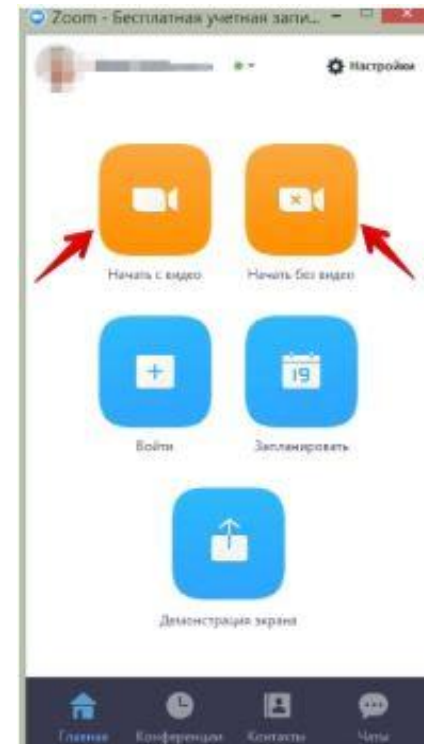 Zoom - Бесплатная учетная запи...
Настройки
Начать с видео Начать без видео
19
Войти Запланировать
Демонстрация экрана
Главная Конференции Контакты Чаты